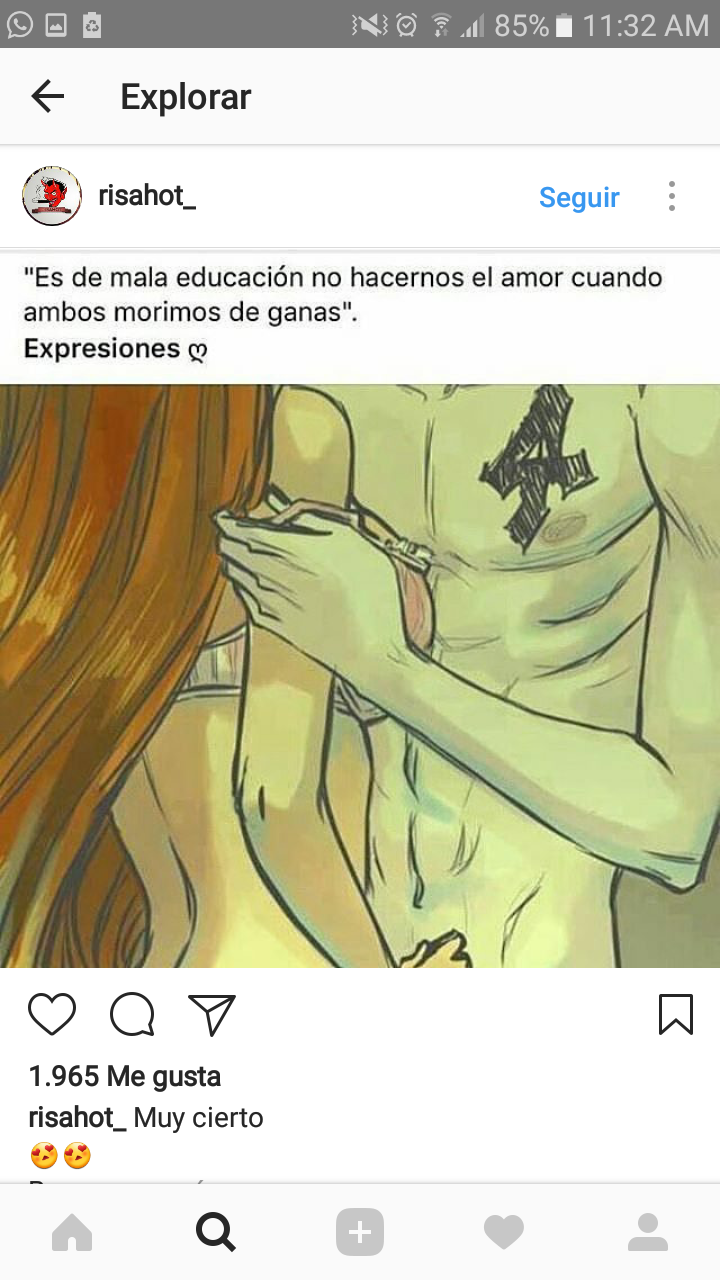 85% 11:32 AM
Explorar
risahot_
Seguir
"Es de mala educación no hacernos el amor cuando
ambos morimos de ganas".
Expresiones ღ
1.965 Me gusta
risahot_ Muy cierto
😍😍